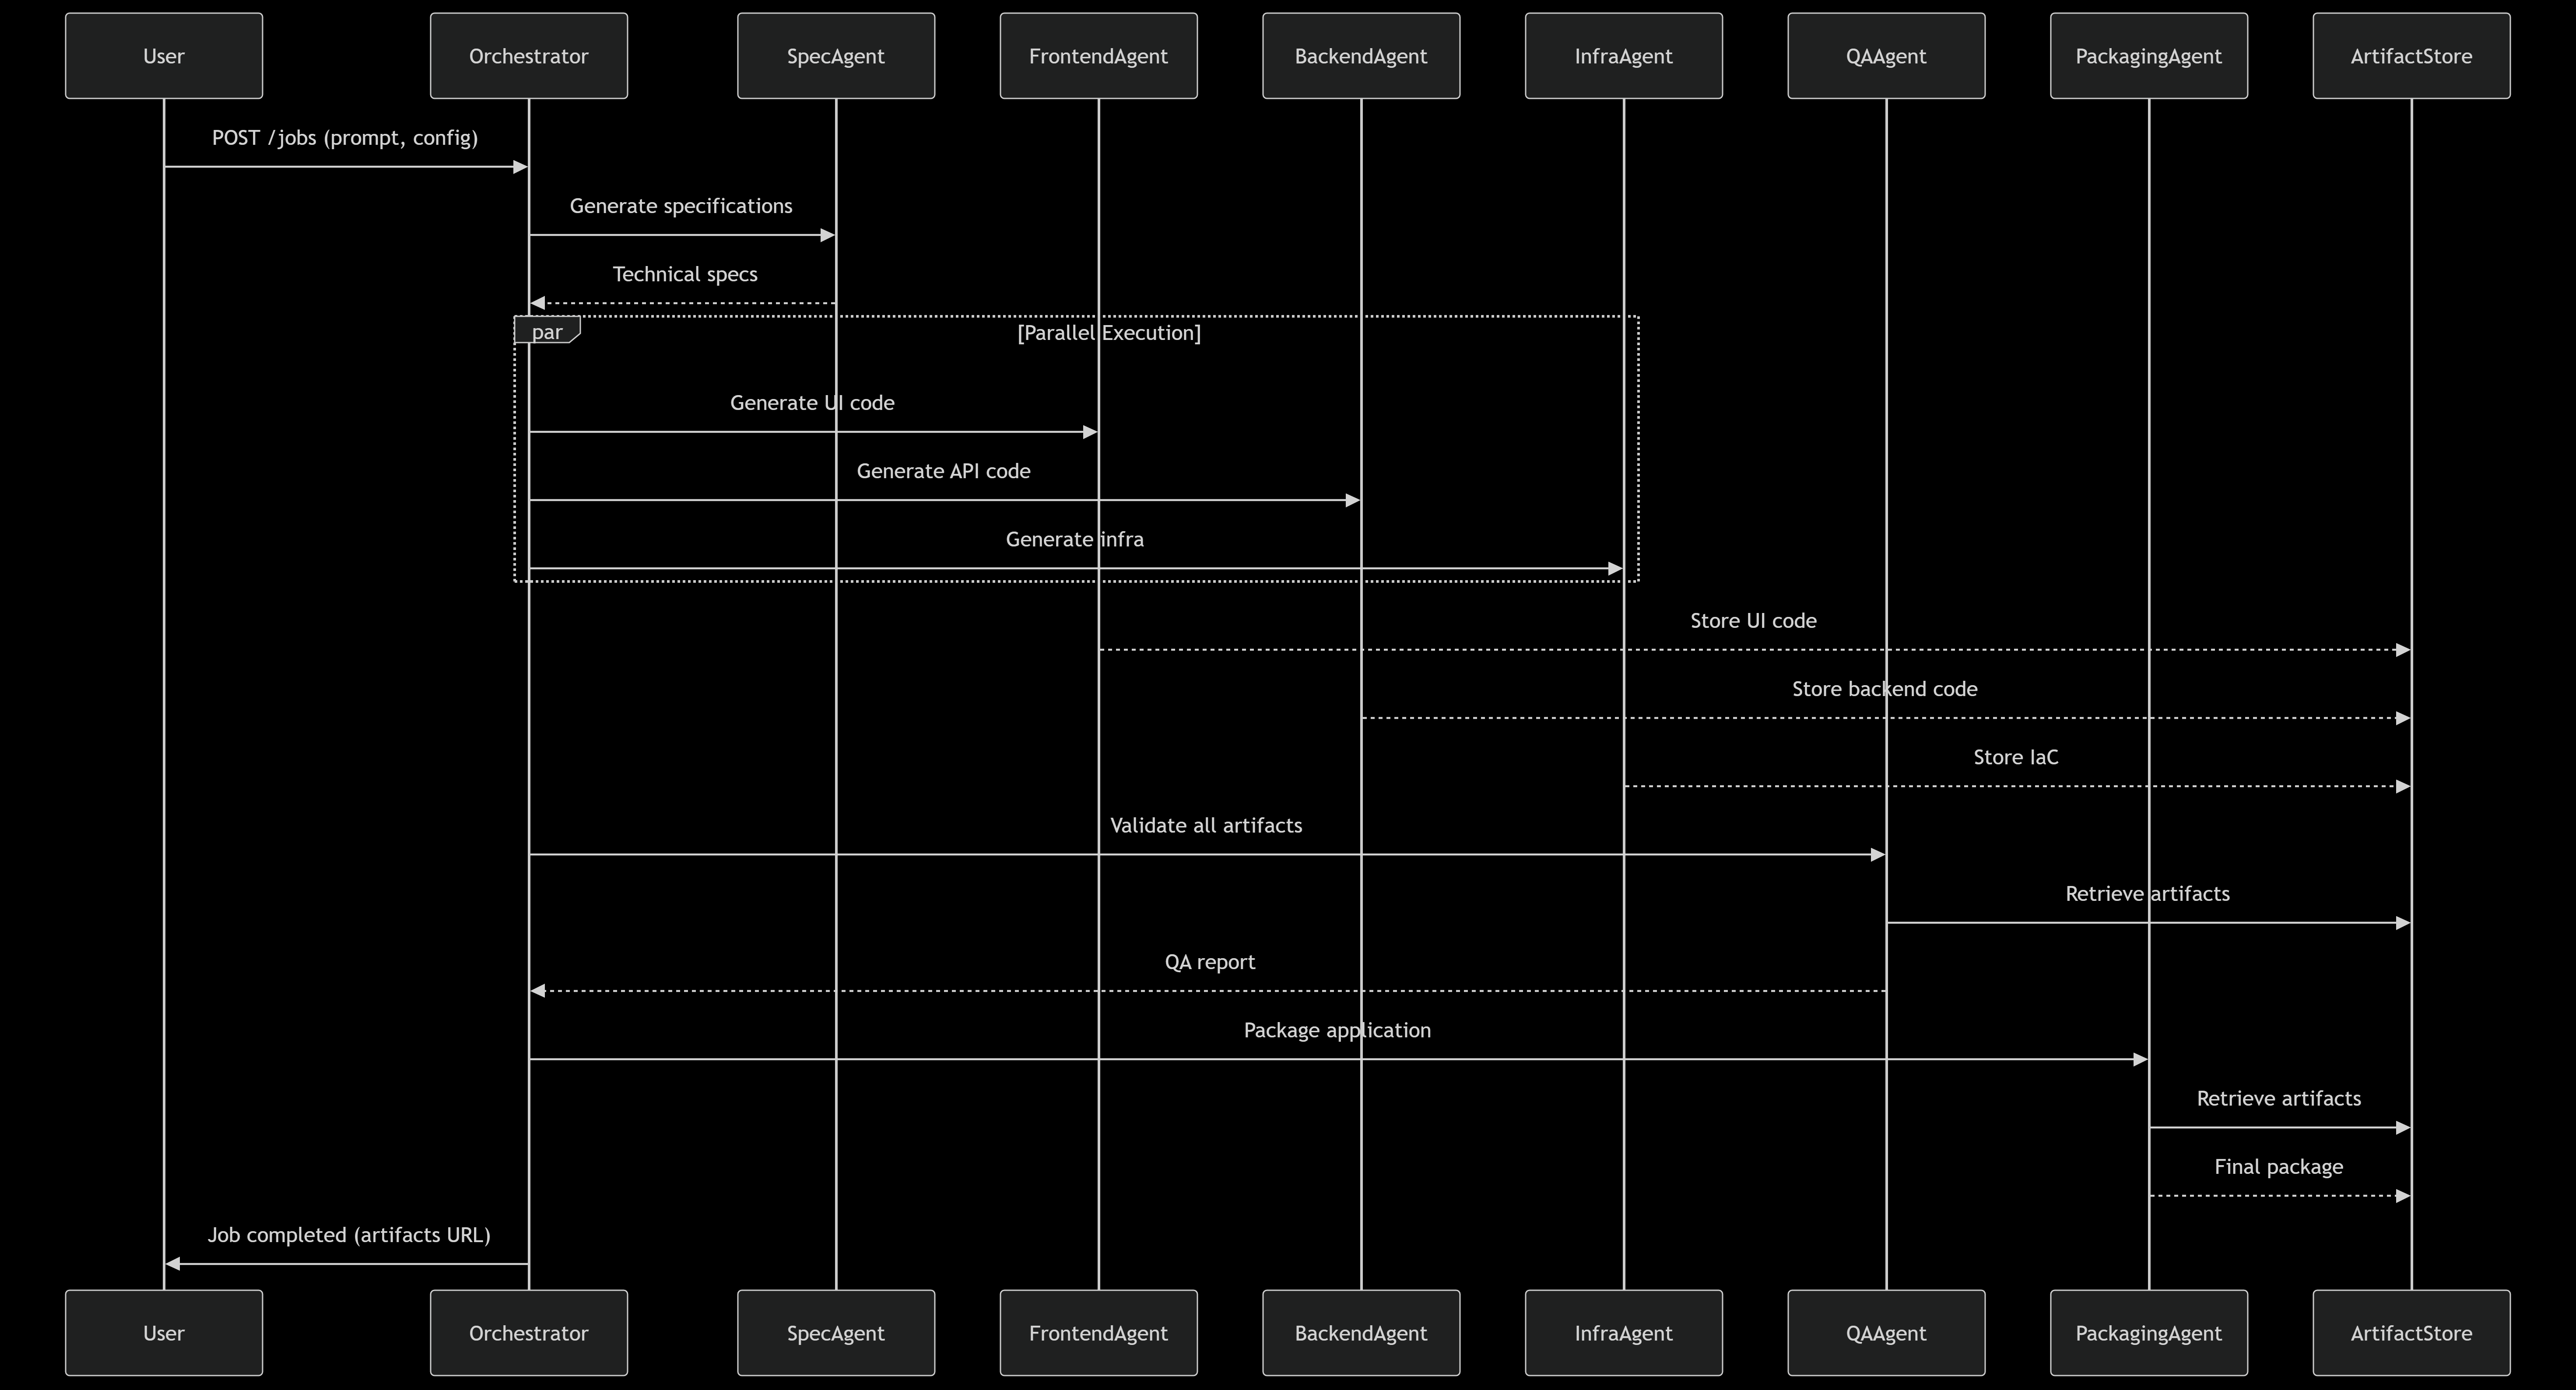 User
Orchestrator
SpecAgent
FrontendAgent
BackendAgent
InfraAgent
QAAgent
PackagingAgent
ArtifactStore
POST /jobs (prompt, config)
Generate specifications
Technical specs
par
[Parallel Execution]
Generate UI code
Generate API code
Generate infra
Store UI code
Store backend code
Store IaC
Validate all artifacts
Retrieve artifacts
QA report
Package application
Retrieve artifacts
Final package
Job completed (artifacts URL)
User
Orchestrator
SpecAgent
FrontendAgent
BackendAgent
InfraAgent
QAAgent
PackagingAgent
ArtifactStore